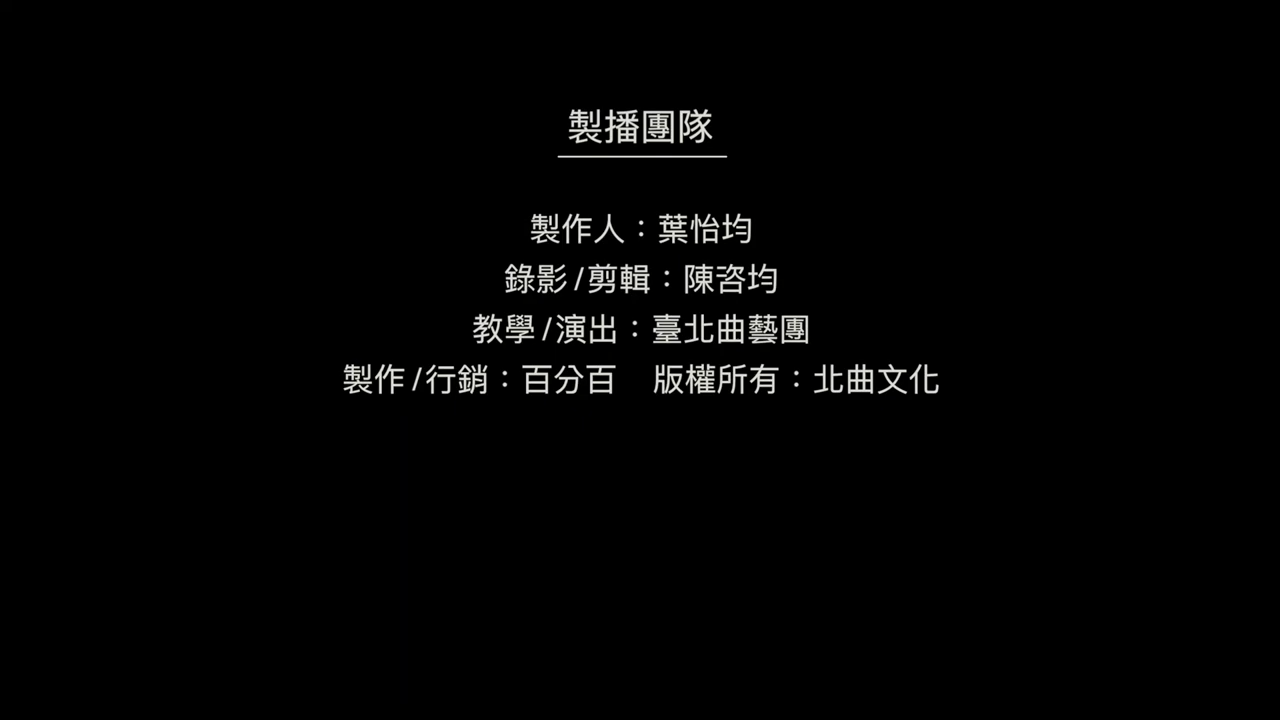 製播團隊
製作人：葉怡均
錄影/剪輯：陳咨均
教學/演出：臺北曲藝團
製作/行銷：百分百　版權所有：北曲文化